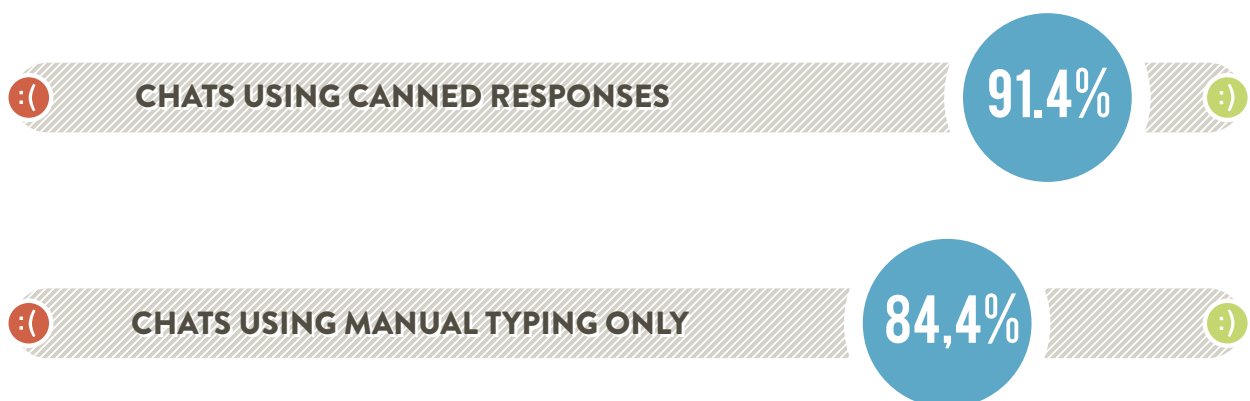 :( CHATS USING CANNED RESPONSES 91.4% :)
:( CHATS USING MANUAL TYPING ONLY 84,4% :)